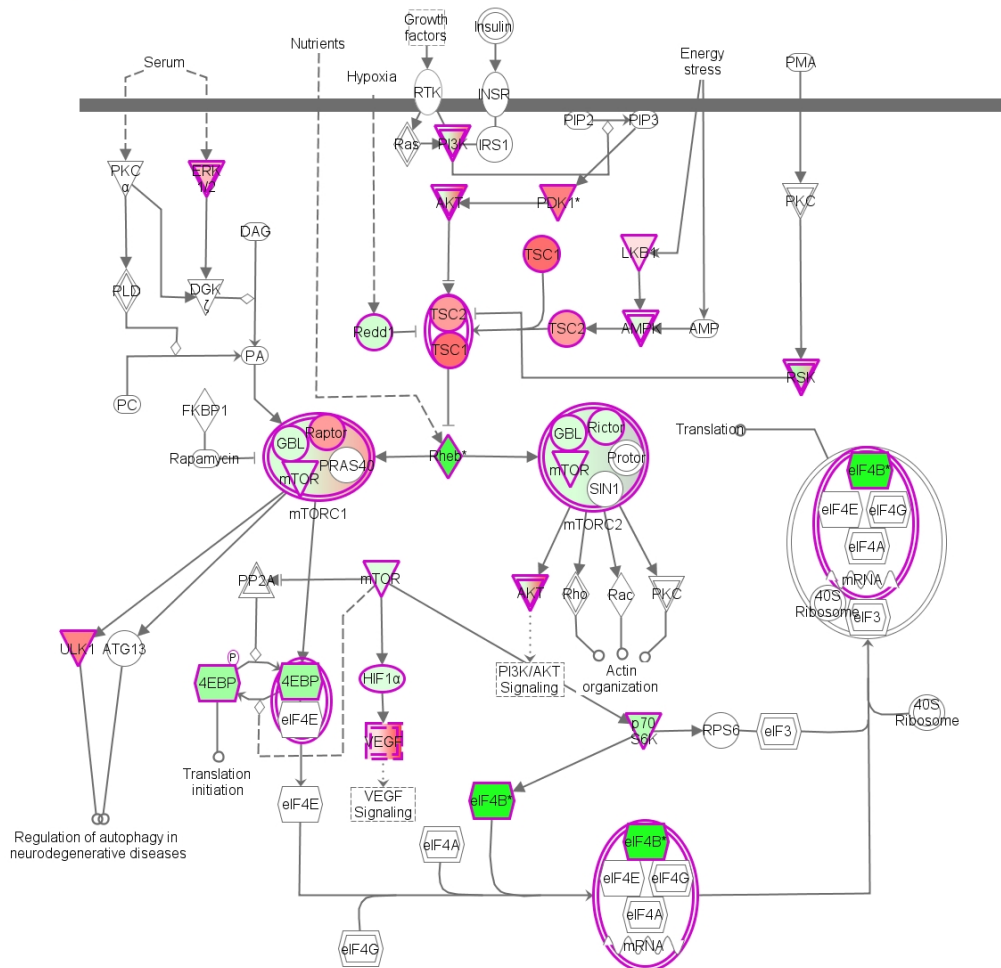 Growth
factors
Insulin
Nutrients
Serum
Hypoxia
Energy
stress
PMA
RTK
INSR
PIP2
PIP3
Ras
PI3K
IRS1
PKC
α
ERK
1/2
AKT
PDK1*
PKC
DAG
TSC1
LKB1
PLD
DGK
ζ
TSC2
Redd1
TSC2
AMPK
AMP
TSC1
PA
RSK
PC
FKBP1
Rapamycin
GBL
Raptor
mTOR
PRAS40
mTORC1
Rheb*
GBL
Rictor
mTOR
Protor
SIN1
mTORC2
Translation
eIF4B*
eIF4E
eIF4G
eIF4A
mRNA
40S
Ribosome
eIF3
PP2A
mTOR
AKT
Rho
Rac
PKC
ULK1
ATG13
P
4EBP
4EBP
eIF4E
HIF1α
PI3K/AKT
Signaling
Actin
organization
p70
S6K
RPS6
eIF3
40S
Ribosome
VEGF
Translation
initiation
VEGF
Signaling
eIF4E
eIF4B*
Regulation of autophagy in
neurodegenerative diseases
eIF4A
eIF4B*
eIF4E
eIF4G
eIF4A
mRNA
eIF4G